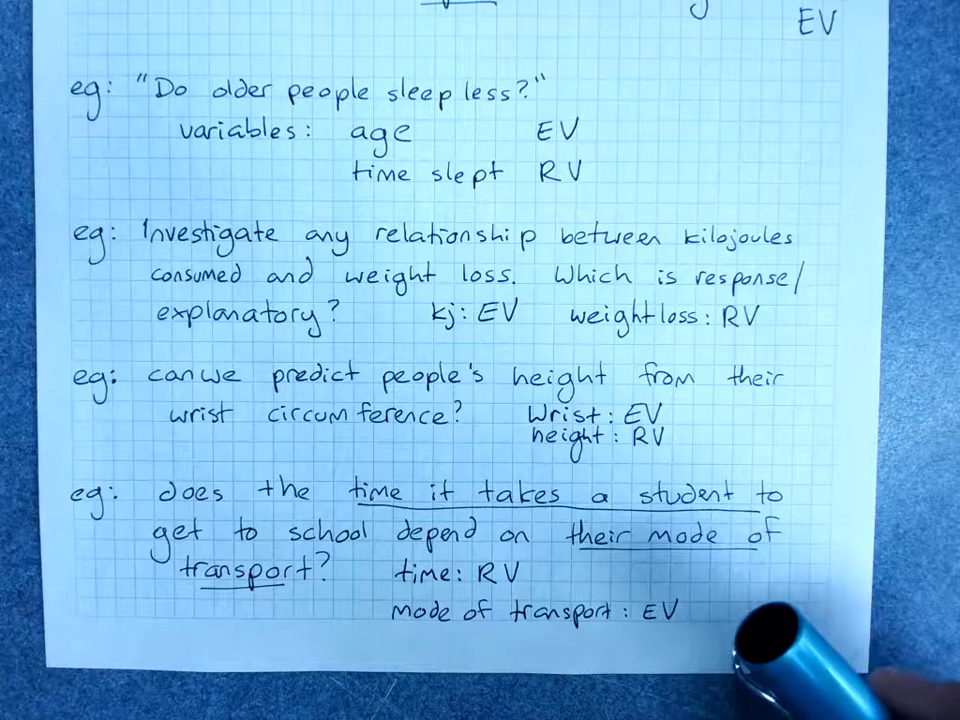 EV
eg: "Do older people sleep less?"
variables: age EV
time slept RV
eg: Investigate any relationship between kilojoules
consumed and weight loss. Which is response/
explanatory? kj: EV weight loss: RV
eg: can we predict people's height from their
wrist circumference? Wrist: EV
height: RV
eg: does the time it takes a student to
get to school depend on their mode of
transport? time: RV
mode of transport: EV